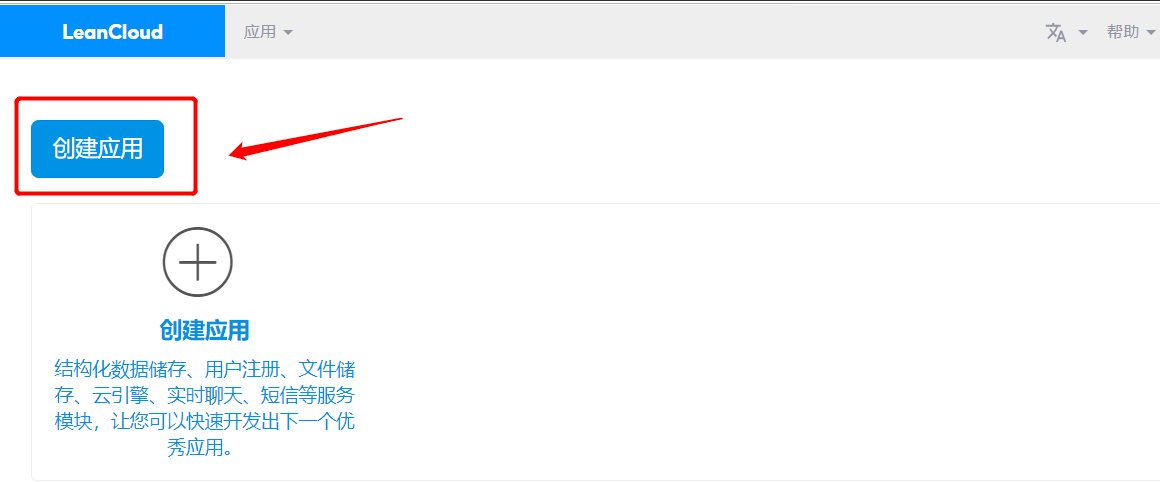 LeanCloud 应用 帮助
创建应用
创建应用
结构化数据储存、用户注册、文件储
存、云引擎、实时聊天、短信等服务
模块，让您可以快速开发出下一个优
秀应用。